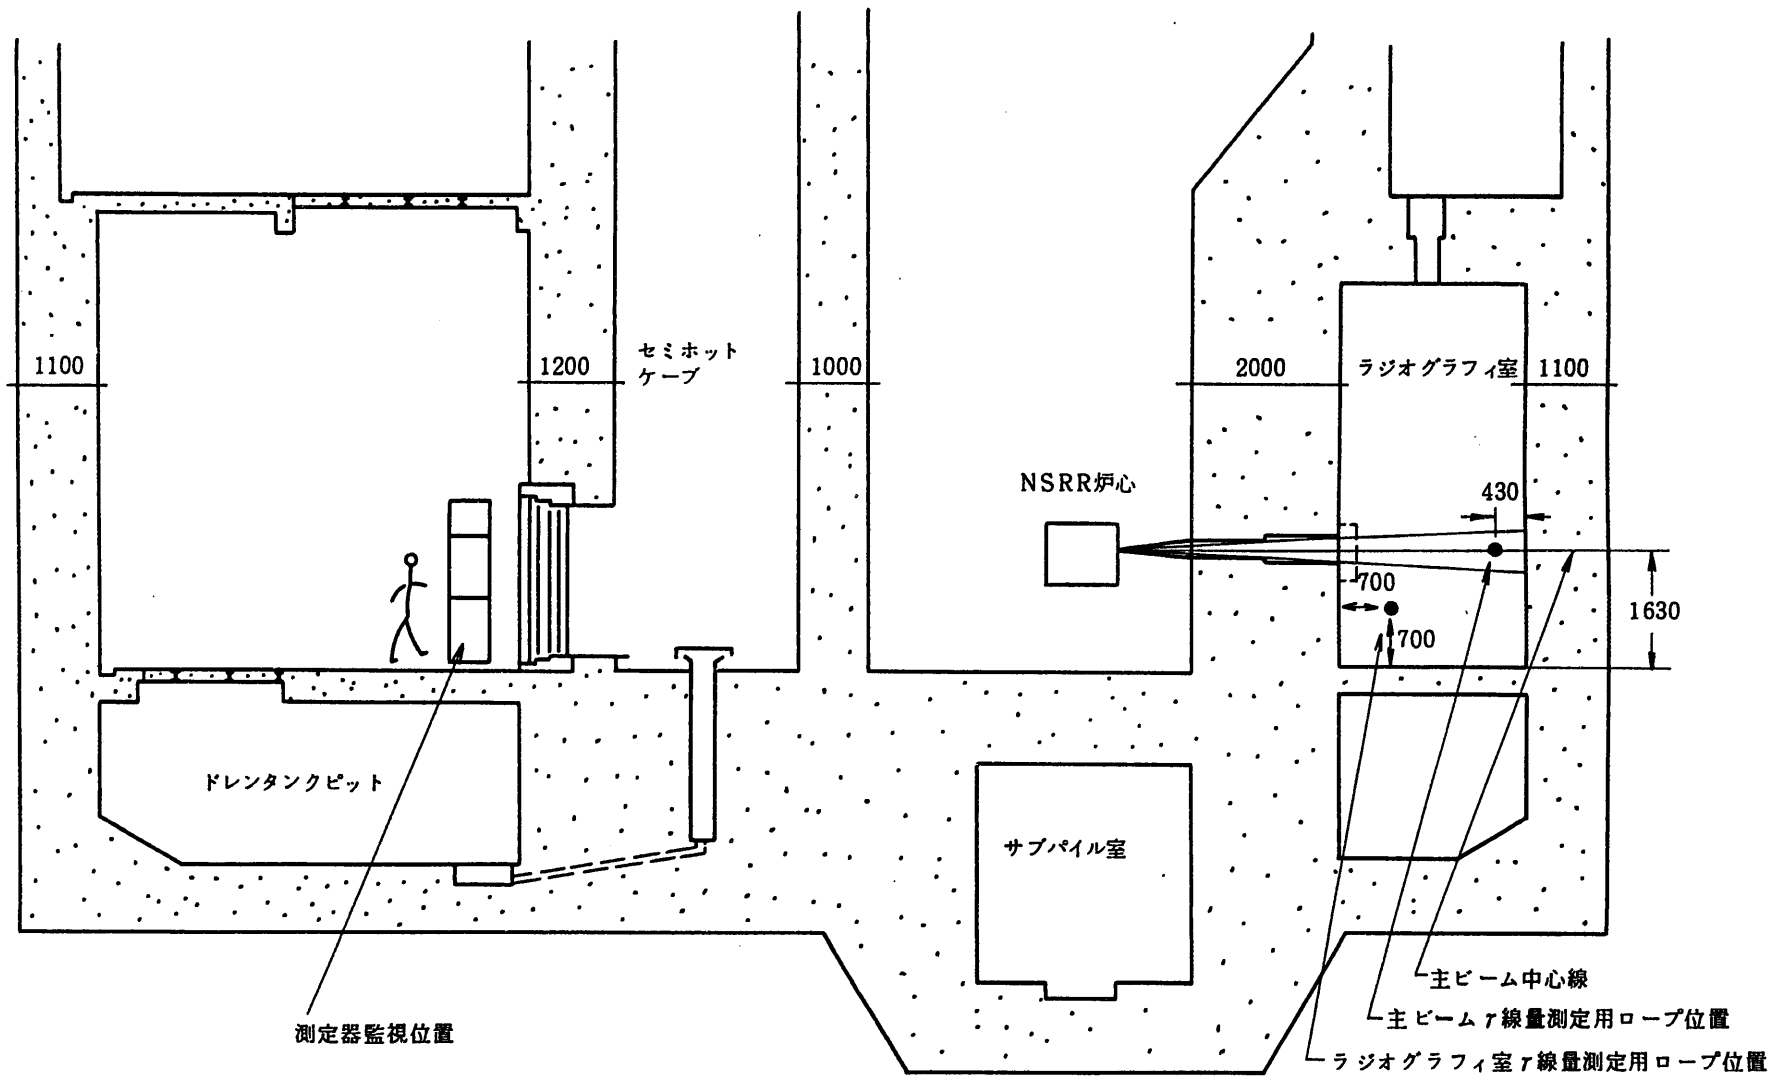 1100
1200
セミホット
ケーブ
1000
2000
ラジオグラフィ室
1100
NSRR炉心
430
700
700
1630
ドレンタンクピット
サブパイル室
測定器監視位置
主ビーム中心線
主ビームγ線量測定用ロープ位置
ラジオグラフィ室γ線量測定用ロープ位置